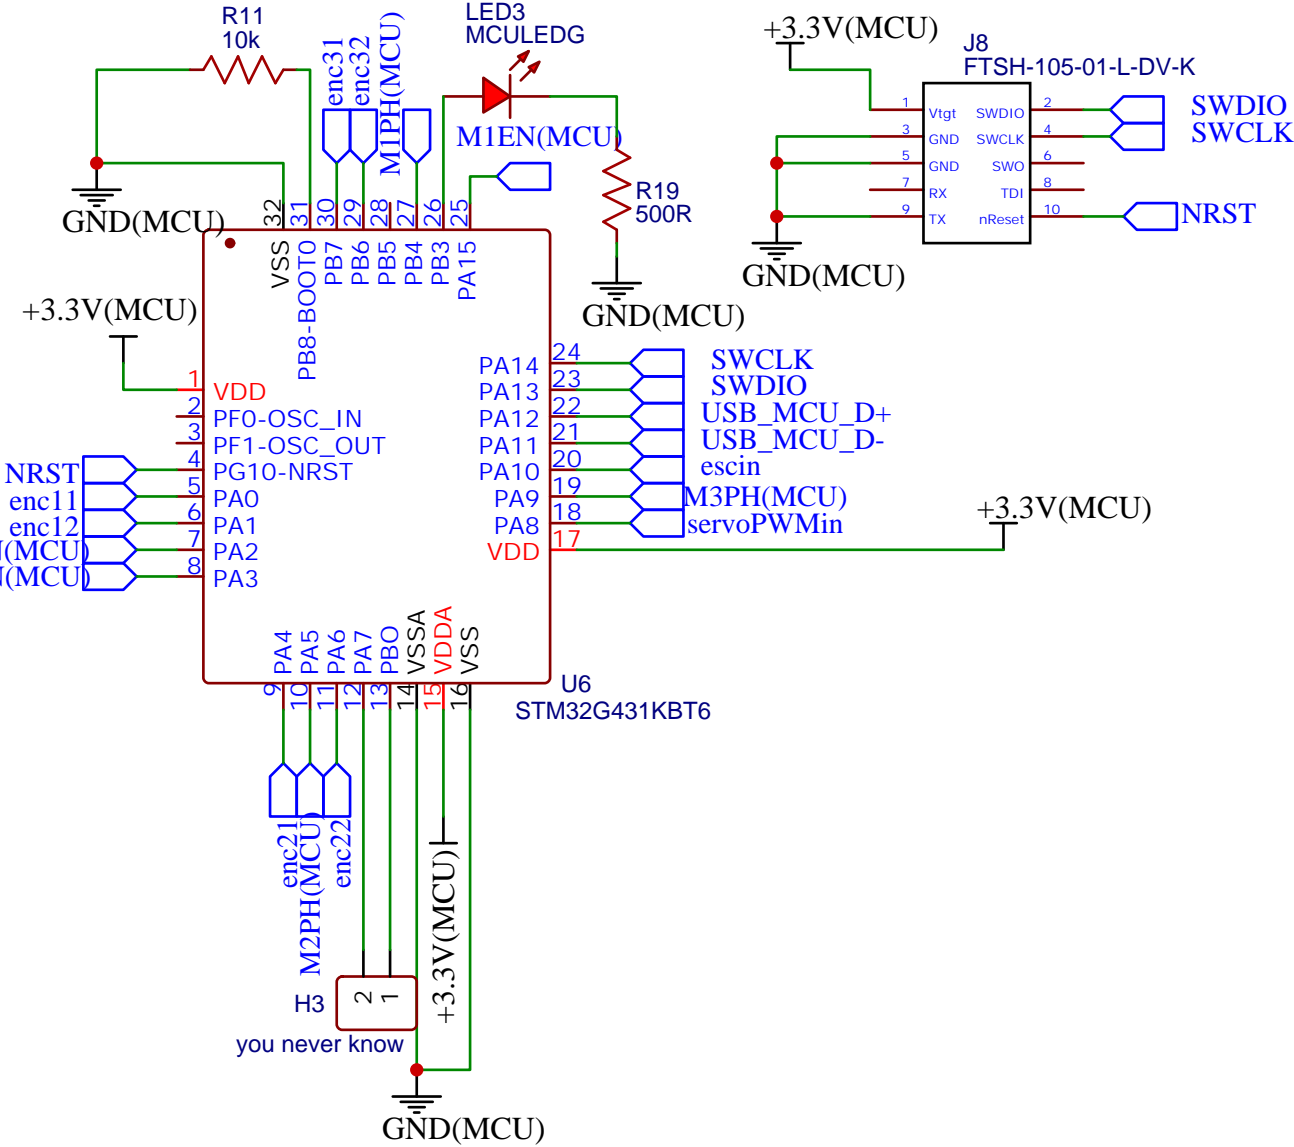 R11
10k
enc31
enc32
M1PH(MCU)
LED3
MCULEDG
M1EN(MCU)
R19
500R
GND(MCU)
GND(MCU)
+3.3V(MCU)
J8
FTSH-105-01-L-DV-K
1
3
5
7
9
Vtgt
GND
GND
RX
TX
SWDIO
SWCLK
SWO
TDI
nReset
2
4
6
8
10
SWDIO
SWCLK
NRST
GND(MCU)
32
31
30
29
28
27
26
25
VSS
PB8-BOOT0
PB7
PB6
PB5
PB4
PB3
PA15
+3.3V(MCU)
1
2
3
4
5
6
7
8
VDD
PF0-OSC_IN
PF1-OSC_OUT
PG10-NRST
PA0
PA1
PA2
PA3
NRST
enc11
enc12
(MCU)
(MCU)
PA14
PA13
PA12
PA11
PA10
PA9
PA8
VDD
24
23
22
21
20
19
18
17
SWCLK
SWDIO
USB_MCU_D+
USB_MCU_D-
escin
M3PH(MCU)
servoPWMin
+3.3V(MCU)
PA4
PA5
PA6
PA7
PBO
VSSA
VDDA
VSS
9
10
11
12
13
14
15
16
U6
STM32G431KBT6
enc21
M2PH(MCU)
enc22
+3.3V(MCU)
H3
2
1
you never know
GND(MCU)